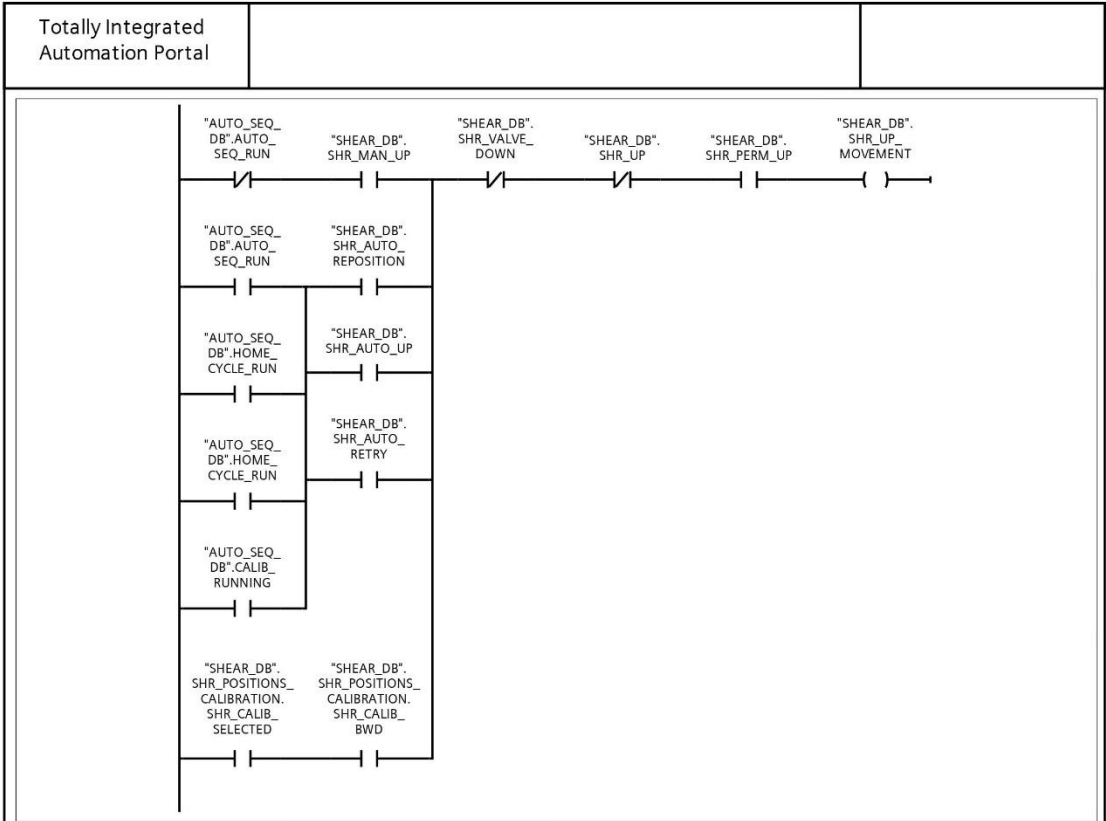 Totally Integrated
Automation Portal
"AUTO_SEQ_
DB".AUTO_
SEQ_RUN
"SHEAR_DB".
SHR_MAN_UP
"SHEAR_DB".
SHR_VALVE_
DOWN
"SHEAR_DB".
SHR_UP
"SHEAR_DB".
SHR_PERM_UP
"SHEAR_DB".
SHR_UP_
MOVEMENT
"AUTO_SEQ_
DB".AUTO_
SEQ_RUN
"SHEAR_DB".
SHR_AUTO_
REPOSITION
"AUTO_SEQ_
DB".HOME_
CYCLE_RUN
"SHEAR_DB".
SHR_AUTO_UP
"AUTO_SEQ_
DB".HOME_
CYCLE_RUN
"SHEAR_DB".
SHR_AUTO_
RETRY
"AUTO_SEQ_
DB".CALIB_
RUNNING
"SHEAR_DB".
SHR_POSITIONS_
CALIBRATION.
SHR_CALIB_
SELECTED
"SHEAR_DB".
SHR_POSITIONS_
CALIBRATION.
SHR_CALIB_
BWD